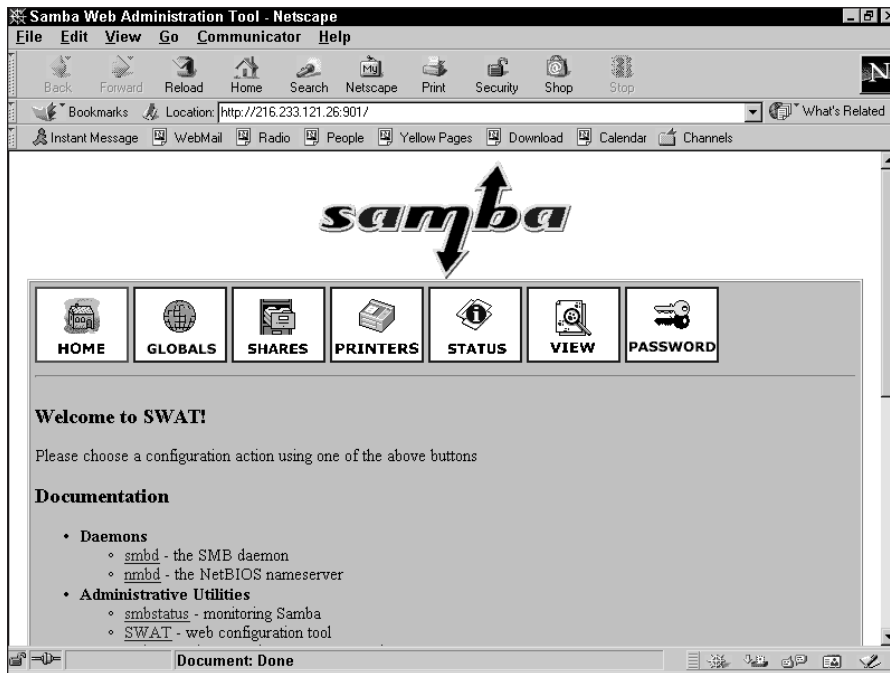 Samba Web Administration Tool - Netscape
File Edit View Go Communicator Help
My
Back Forward Reload Home Search Netscape Print Security Shop Stop
N
Bookmarks Location: http://216.233.121.26:901/ What's Related
Instant Message WebMail Radio People Yellow Pages Download Calendar Channels
samba
HOME GLOBALS SHARES PRINTERS STATUS VIEW PASSWORD
Welcome to SWAT!
Please choose a configuration action using one of the above buttons
Documentation
• Daemons
◦ smbd - the SMB daemon
◦ nmbd - the NetBIOS nameserver
• Administrative Utilities
◦ smbstatus - monitoring Samba
◦ SWAT - web configuration tool
Document: Done